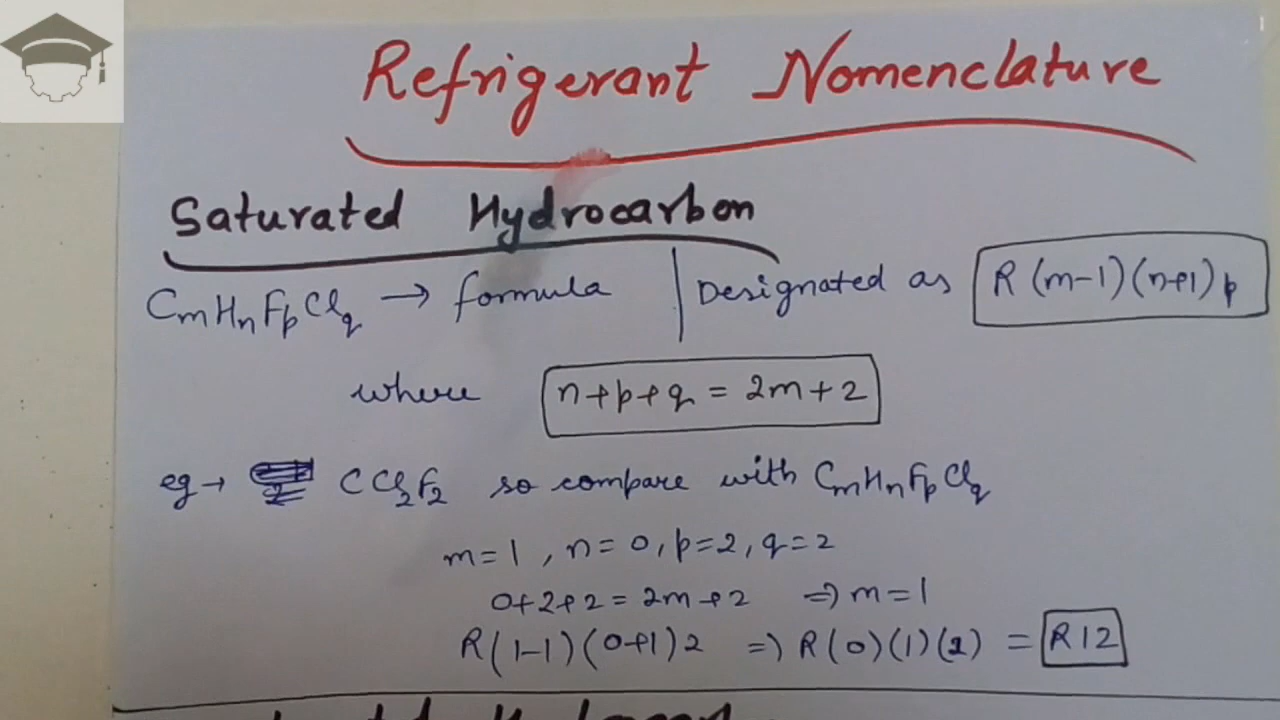 Refrigerant Nomenclature
Saturated Hydrocarbon
CmHnFpClq → formula | Designated as R (m-1) (n+1) p
where n+p+q = 2m+2
eg → CCl2F2 so compare with CmHnFpClq
m=1, n=0, p=2, q=2
0+2+2 = 2m+2 ⇒ m=1
R(1-1)(0+1)2 ⇒ R(0)(1)(2) = R12